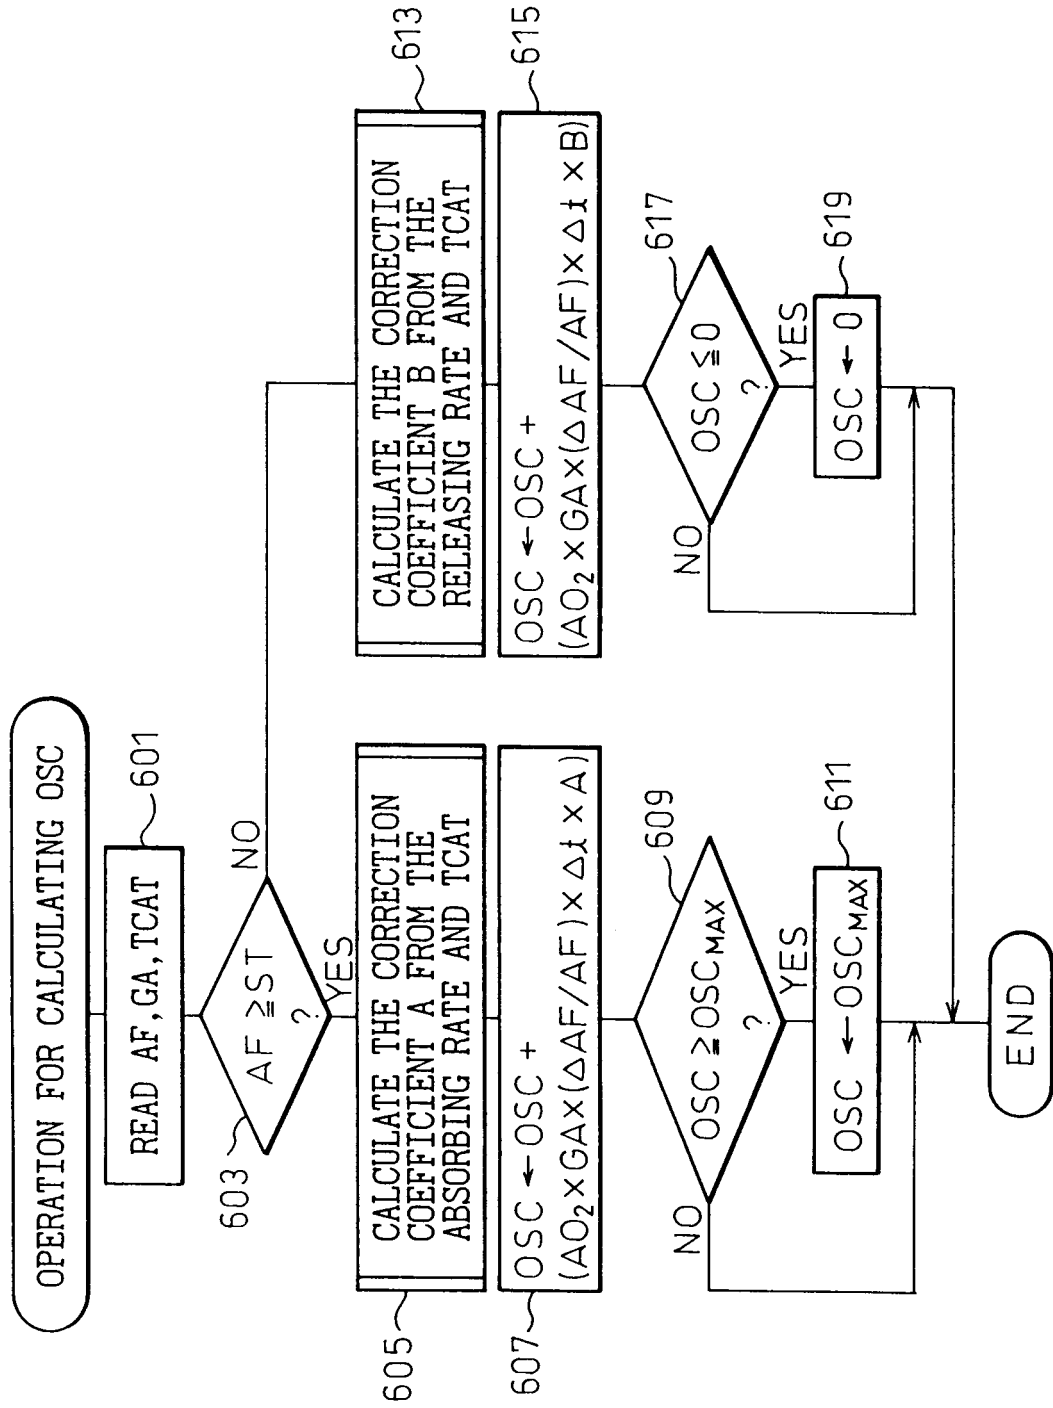 OPERATION FOR CALCULATING OSC
READ AF,GA,TCAT
601
AF ≧ ST
?
603
NO
YES
CALCULATE THE CORRECTION
COEFFICIENT A FROM THE
ABSORBING RATE AND TCAT
605
OSC ← OSC +
(AO₂×GA×(ΔAF/AF)×Δt×A)
607
OSC ≧ OSCMAX
?
609
NO
YES
OSC ← OSCMAX
611
CALCULATE THE CORRECTION
COEFFICIENT B FROM THE
RELEASING RATE AND TCAT
613
OSC ← OSC +
(AO₂×GA×(ΔAF/AF)×Δt×B)
615
OSC ≦ 0
?
617
NO
YES
OSC ← 0
619
END